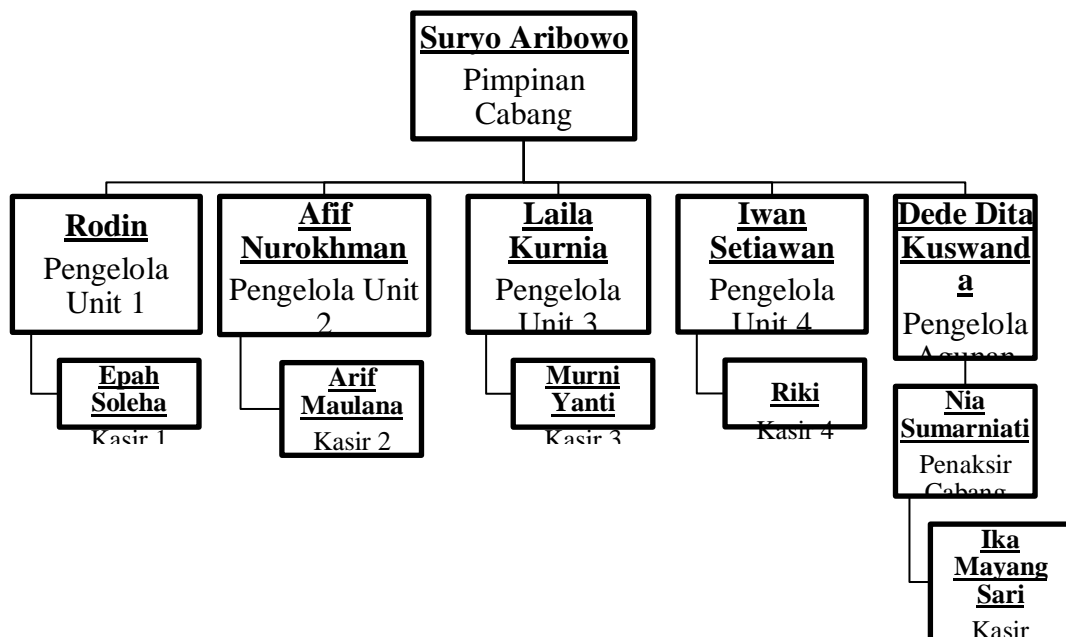 Suryo Aribowo
Pimpinan
Cabang
Rodin
Pengelola
Unit 1
Afif
Nurokhman
Pengelola Unit
2
Laila
Kurnia
Pengelola
Unit 3
Iwan
Setiawan
Pengelola
Unit 4
Dede Dita
Kuswand
a
Pengelola
Agunan
Epah
Soleha
Kasir 1
Arif
Maulana
Kasir 2
Murni
Yanti
Kasir 3
Riki
Kasir 4
Nia
Sumarniati
Penaksir
Cabang
Ika
Mayang
Sari
Kasir